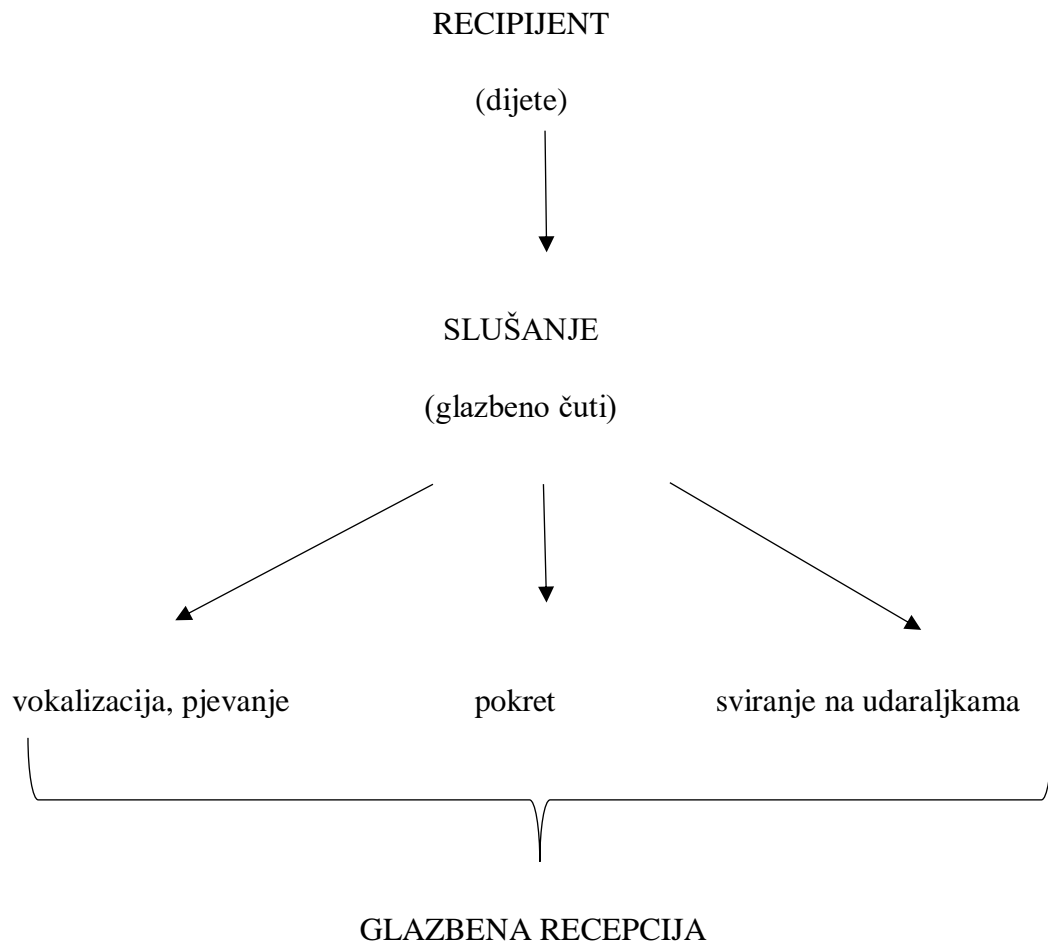 RECIPIJENT
(dijete)
SLUŠANJE
(glazbeno čuti)
vokalizacija, pjevanje pokret sviranje na udaraljkama
GLAZBENA RECEPCIJA